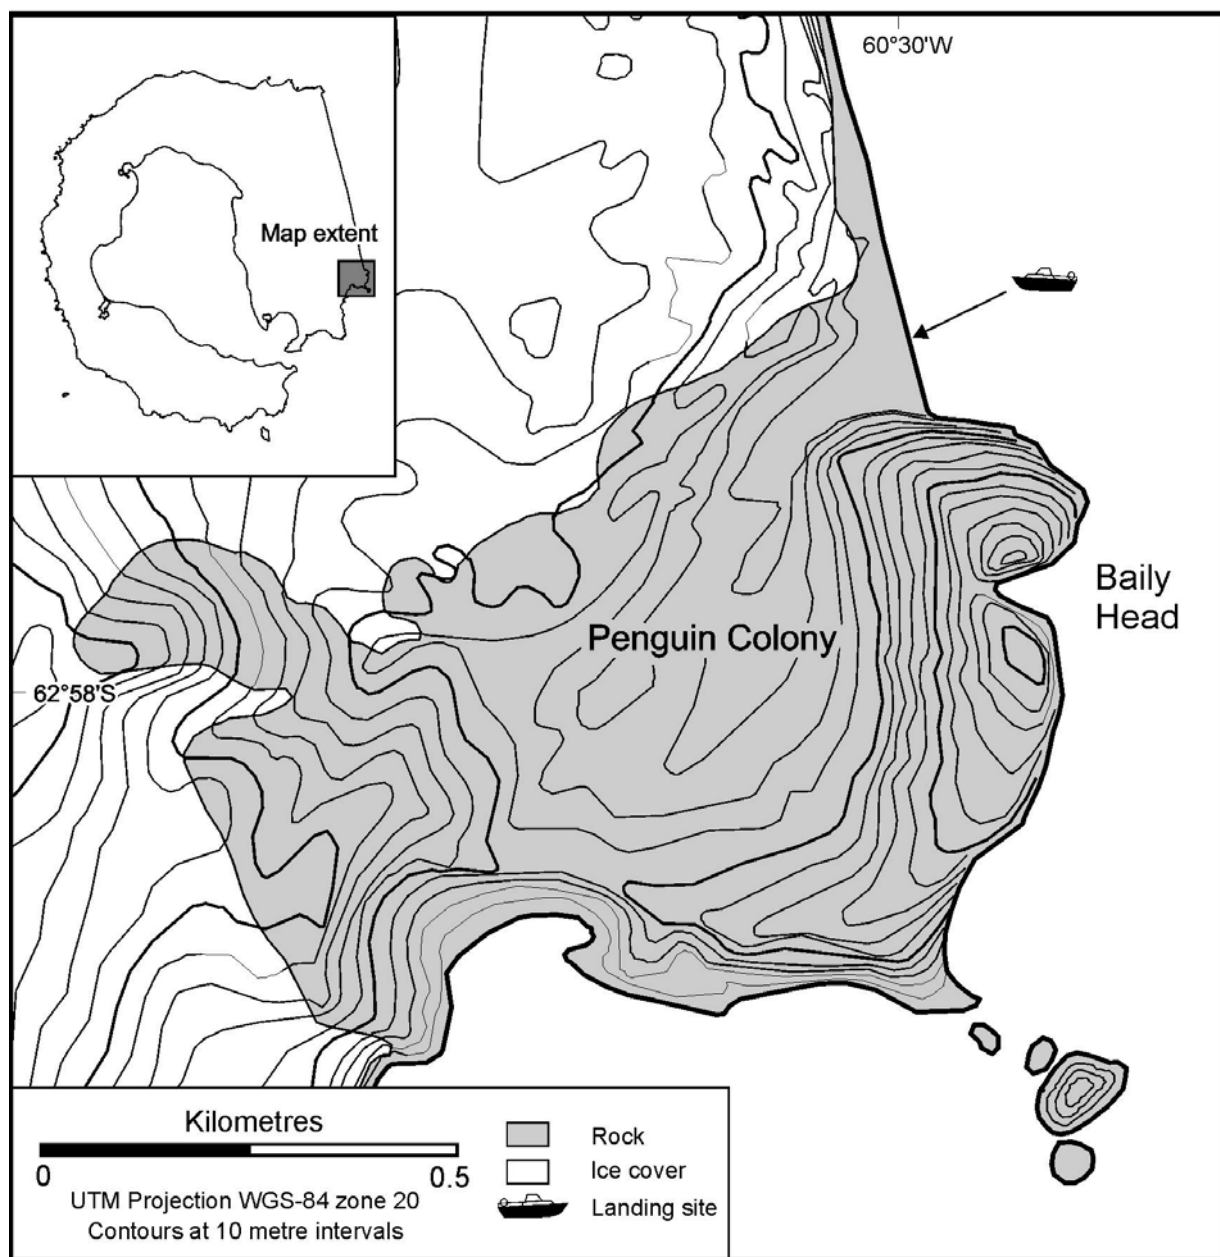 60°30'W
Map extent
Baily
Head
Penguin Colony
62°58'S
Kilometres
0 0.5
UTM Projection WGS-84 zone 20
Contours at 10 metre intervals
Rock
Ice cover
Landing site